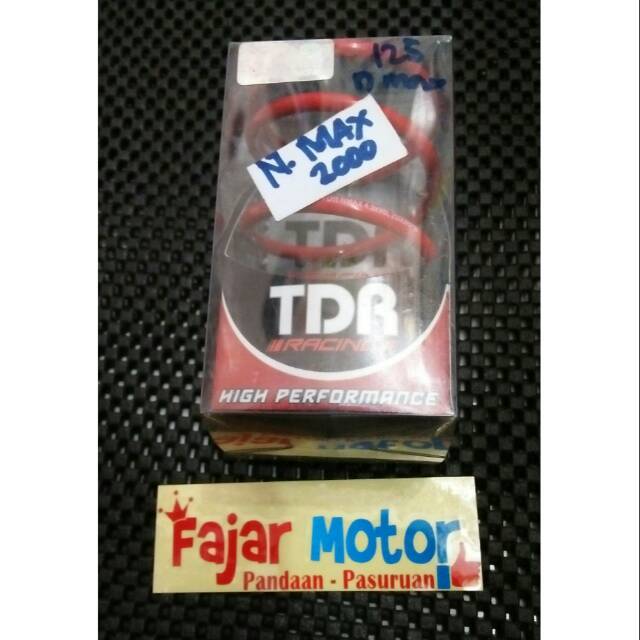 125
N. MAX
2000
TDR
TDR
RACING
HIGH PERFORMANCE
Fajar Motor
Pandaan - Pasuruan